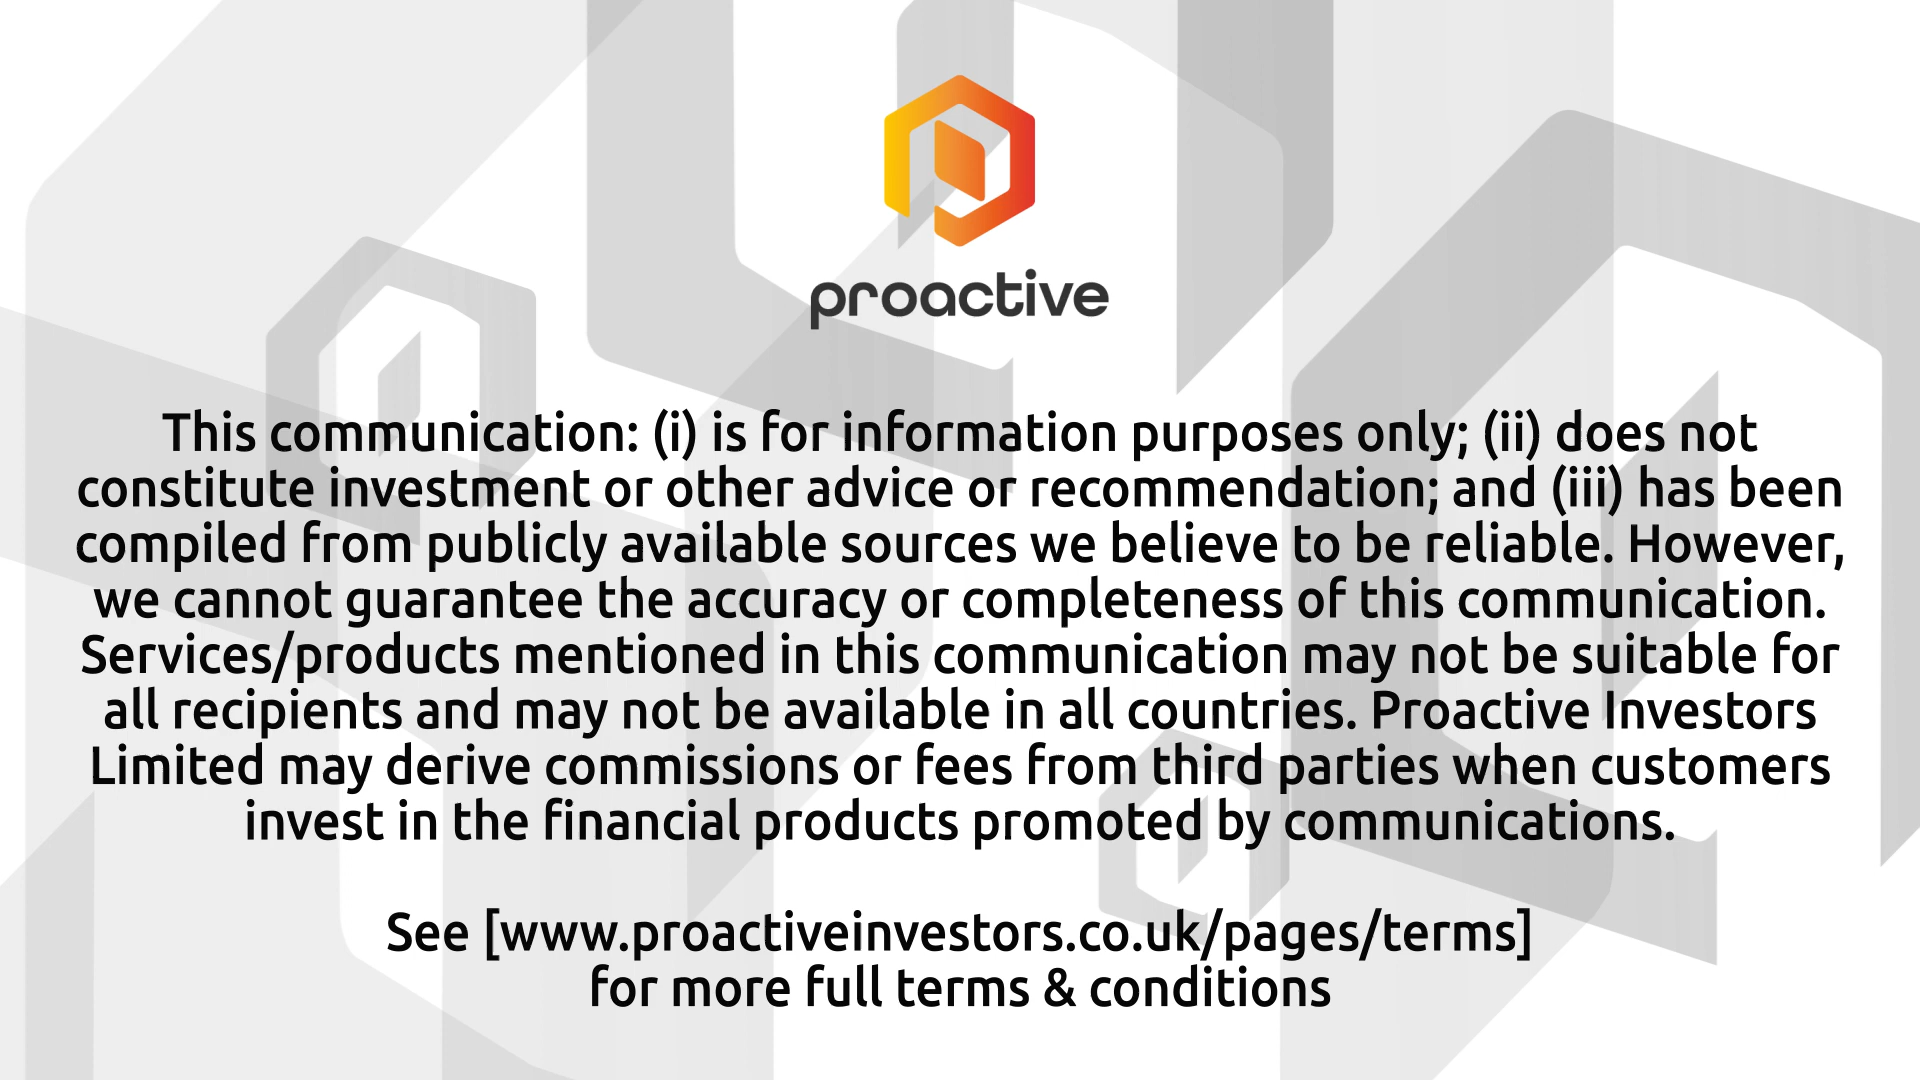 proactive
This communication: (i) is for information purposes only; (ii) does not
constitute investment or other advice or recommendation; and (iii) has been
compiled from publicly available sources we believe to be reliable. However,
we cannot guarantee the accuracy or completeness of this communication.
Services/products mentioned in this communication may not be suitable for
all recipients and may not be available in all countries. Proactive Investors
Limited may derive commissions or fees from third parties when customers
invest in the financial products promoted by communications.
See [www.proactiveinvestors.co.uk/pages/terms]
for more full terms & conditions